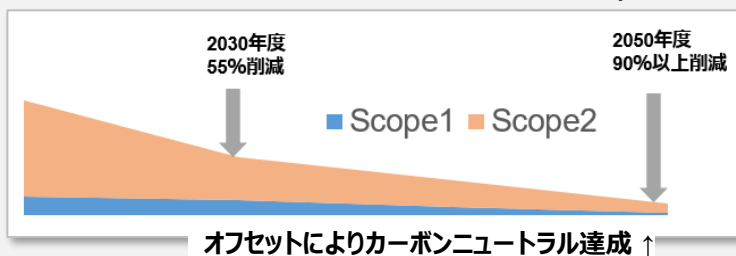 2030年度
55%削減
2050年度
90%以上削減
Scope1 Scope2
オフセットによりカーボンニュートラル達成 ↑